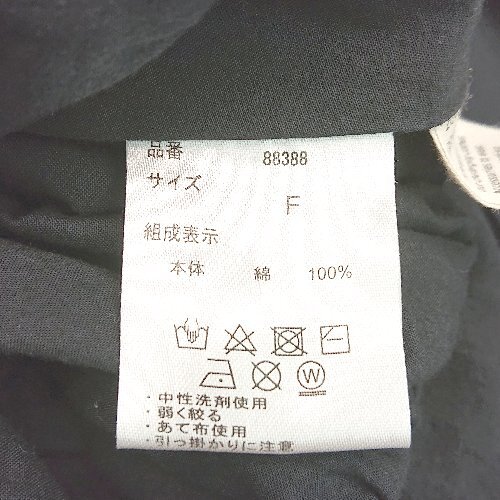 品番 88388
サイズ
F
組成表示
本体 綿 100%
W
・中性洗剤使用
・弱く絞る
・あて布使用
・引っ掛かりに注意